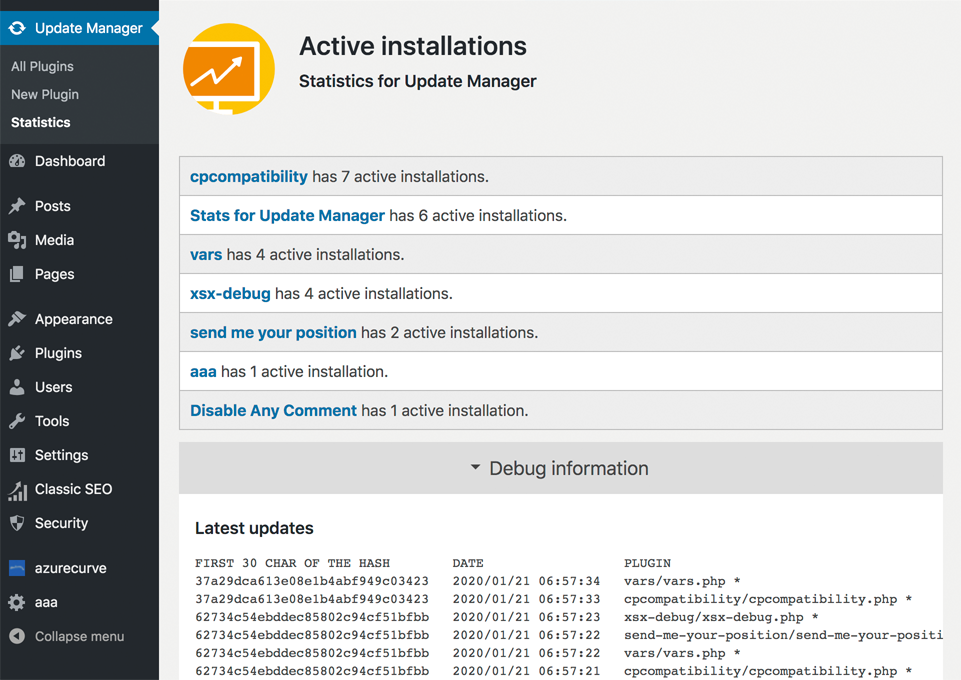 Update Manager
All Plugins
New Plugin
Statistics
Dashboard
Posts
Media
Pages
Appearance
Plugins
Users
Tools
Settings
Classic SEO
Security
azurecurve
aaa
Collapse menu
Active installations
Statistics for Update Manager
cpcompatibility has 7 active installations.
Stats for Update Manager has 6 active installations.
vars has 4 active installations.
xsx-debug has 4 active installations.
send me your position has 2 active installations.
aaa has 1 active installation.
Disable Any Comment has 1 active installation.
Debug information
Latest updates
FIRST 30 CHAR OF THE HASH DATE PLUGIN
37a29dca613e08e1b4abf949c03423 2020/01/21 06:57:34 vars/vars.php *
37a29dca613e08e1b4abf949c03423 2020/01/21 06:57:33 cpcompatibility/cpcompatibility.php *
62734c54ebddec85802c94cf51bfbb 2020/01/21 06:57:23 xsx-debug/xsx-debug.php *
62734c54ebddec85802c94cf51bfbb 2020/01/21 06:57:22 send-me-your-position/send-me-your-positi
62734c54ebddec85802c94cf51bfbb 2020/01/21 06:57:22 vars/vars.php *
62734c54ebddec85802c94cf51bfbb 2020/01/21 06:57:21 cpcompatibility/cpcompatibility.php *